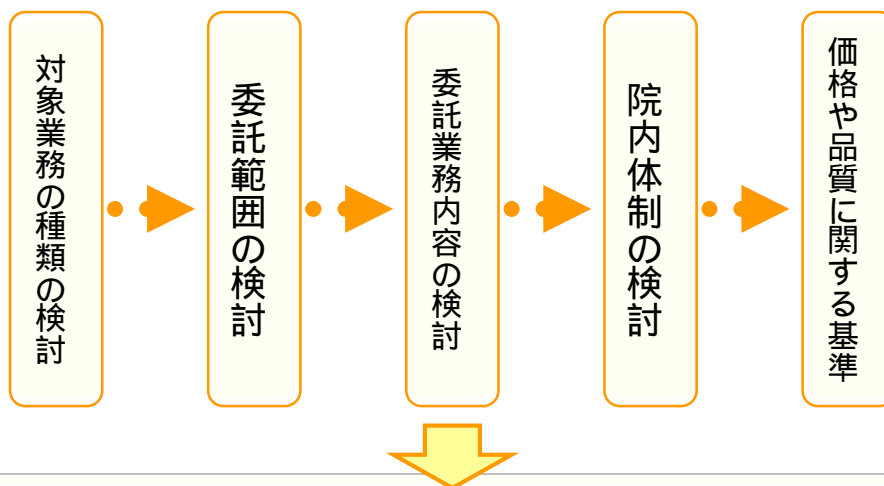 対象業務の種類の検討
委託範囲の検討
委託業務内容の検討
院内体制の検討
価格や品質に関する基準